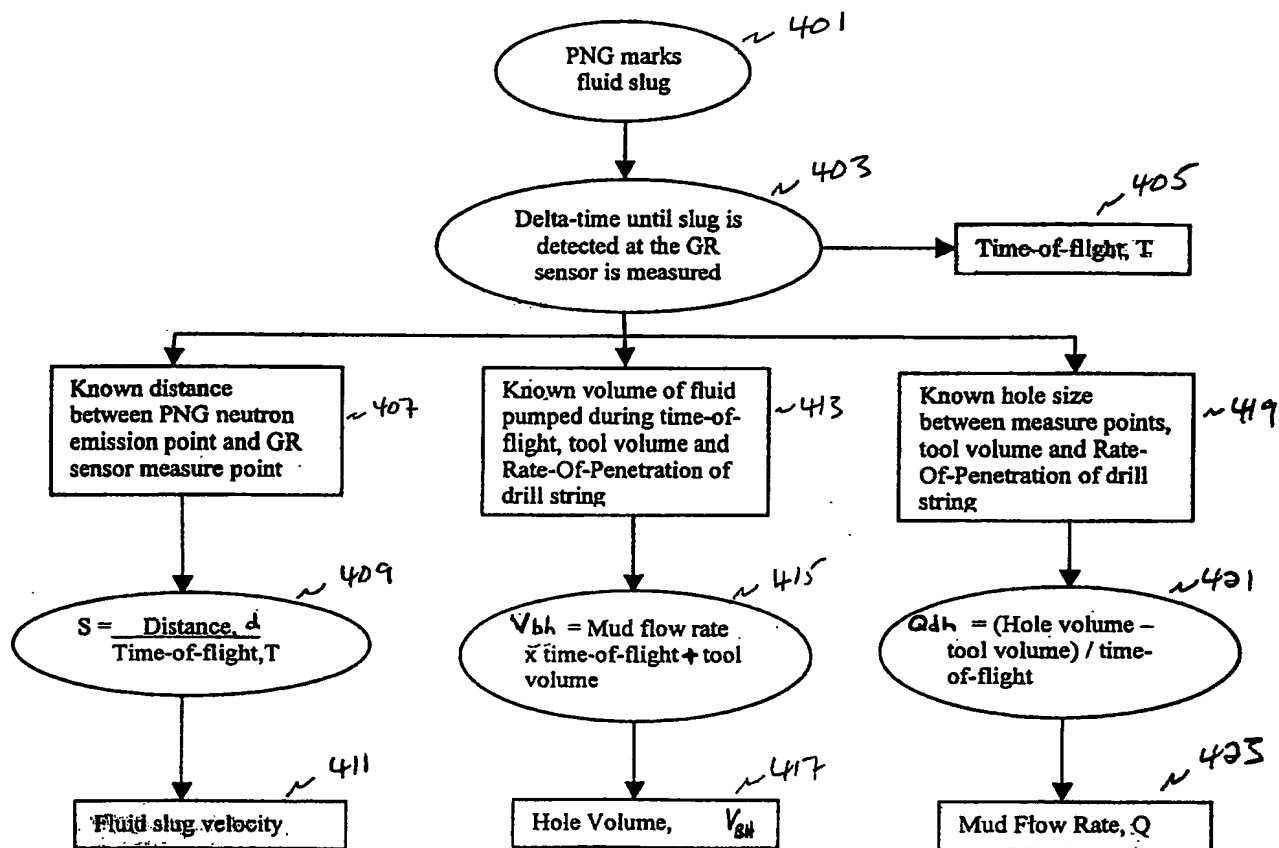 401
PNG marks
fluid slug
403
Delta-time until slug is
detected at the GR
sensor is measured
405
Time-of-flight, T
Known distance
between PNG neutron
emission point and GR
sensor measure point
407
Known volume of fluid
pumped during time-of-
flight, tool volume and
Rate-Of-Penetration of
drill string
413
Known hole size
between measure points,
tool volume and Rate-
Of-Penetration of drill
string
419
409
S = Distance, d
Time-of-flight,T
415
Vbh = Mud flow rate
x time-of-flight + tool
volume
421
Qdh = (Hole volume –
tool volume) / time-
of-flight
411
Fluid slug velocity
417
Hole Volume, VBH
423
Mud Flow Rate, Q